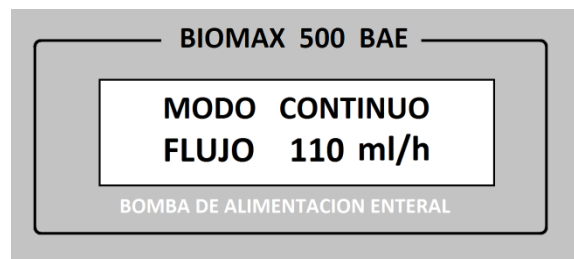 BIOMAX 500 BAE
MODO CONTINUO
FLUJO 110 ml/h
BOMBA DE ALIMENTACION ENTERAL